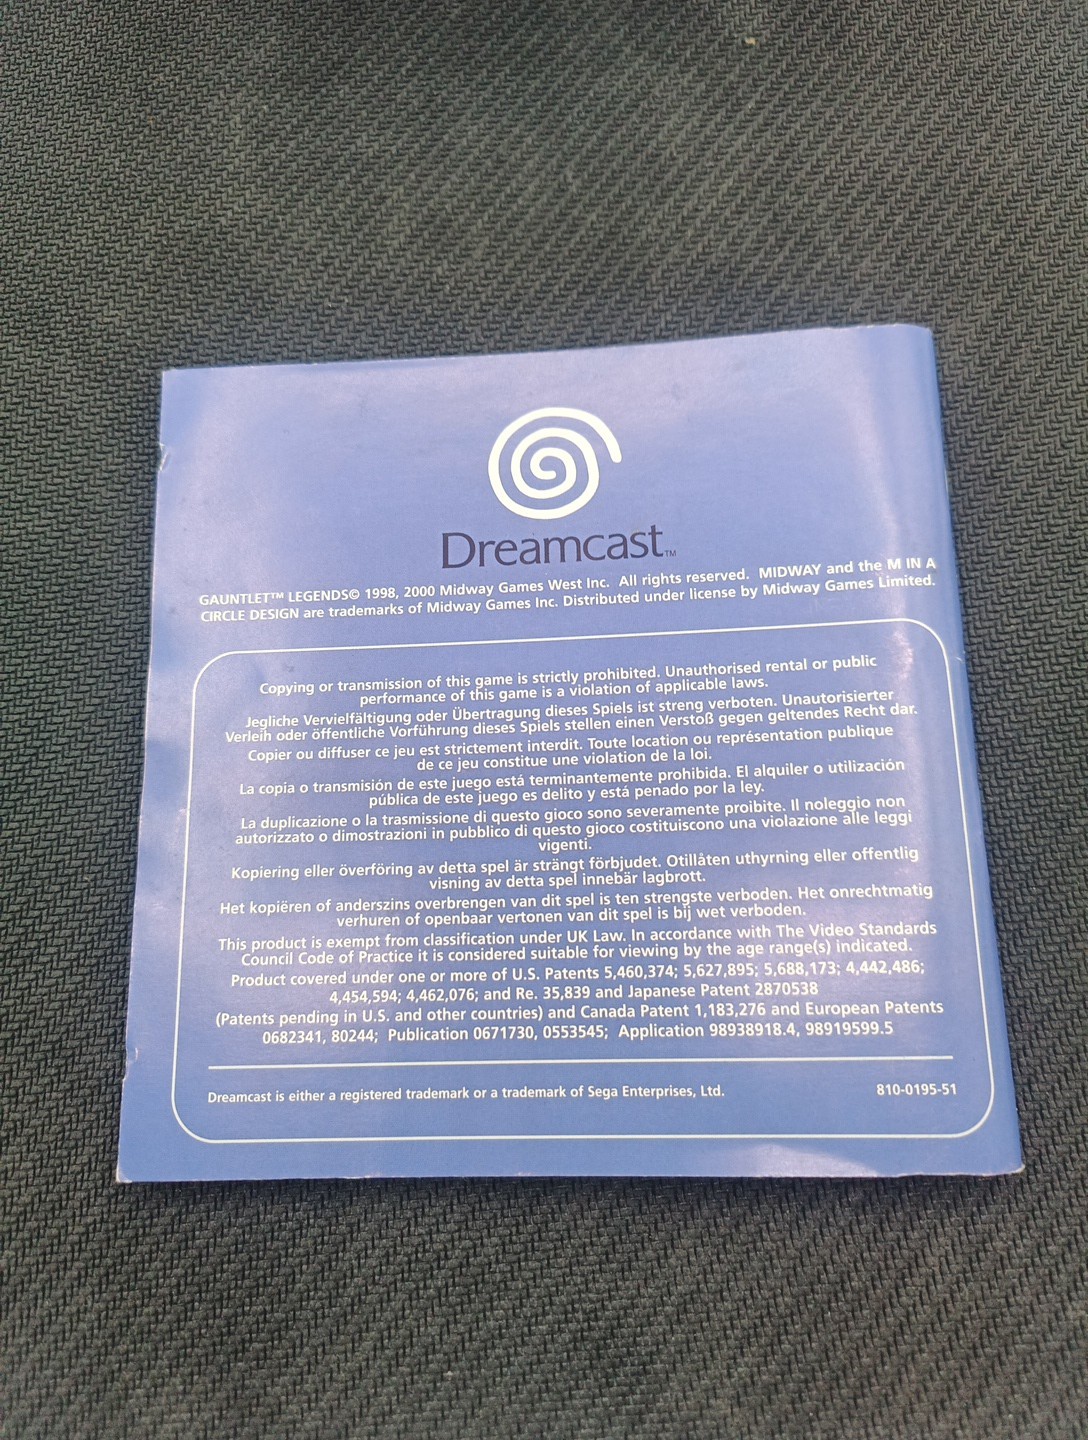 Dreamcast™
GAUNTLET™ LEGENDS© 1998, 2000 Midway Games West Inc. All rights reserved. MIDWAY and the M IN A
CIRCLE DESIGN are trademarks of Midway Games Inc. Distributed under license by Midway Games Limited.
Copying or transmission of this game is strictly prohibited. Unauthorised rental or public
performance of this game is a violation of applicable laws.
Jegliche Vervielfältigung oder Übertragung dieses Spiels ist streng verboten. Unautorisierter
Verleih oder öffentliche Vorführung dieses Spiels stellen einen Verstoß gegen geltendes Recht dar.
Copier ou diffuser ce jeu est strictement interdit. Toute location ou représentation publique
de ce jeu constitue une violation de la loi.
La copia o transmisión de este juego está terminantemente prohibida. El alquiler o utilización
pública de este juego es delito y está penado por la ley.
La duplicazione o la trasmissione di questo gioco sono severamente proibite. Il noleggio non
autorizzato o dimostrazioni in pubblico di questo gioco costituiscono una violazione alle leggi
vigenti.
Kopiering eller överföring av detta spel är strängt förbjudet. Otillåten uthyrning eller offentlig
visning av detta spel innebär lagbrott.
Het kopiëren of anderszins overbrengen van dit spel is ten strengste verboden. Het onrechtmatig
verhuren of openbaar vertonen van dit spel is bij wet verboden.
This product is exempt from classification under UK Law. In accordance with The Video Standards
Council Code of Practice it is considered suitable for viewing by the age range(s) indicated.
Product covered under one or more of U.S. Patents 5,460,374; 5,627,895; 5,688,173; 4,442,486;
4,454,594; 4,462,076; and Re. 35,839 and Japanese Patent 2870538
(Patents pending in U.S. and other countries) and Canada Patent 1,183,276 and European Patents
0682341, 80244; Publication 0671730, 0553545; Application 98938918.4, 98919599.5
Dreamcast is either a registered trademark or a trademark of Sega Enterprises, Ltd.
810-0195-51